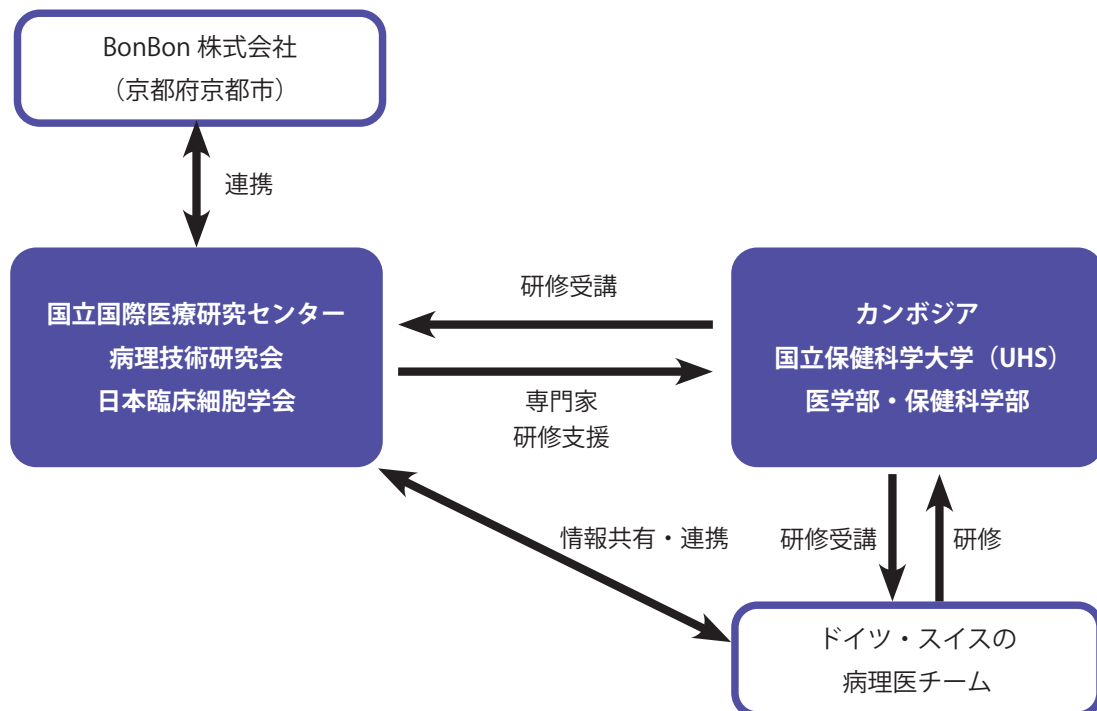 BonBon 株式会社
（京都府京都市）
連携
国立国際医療研究センター
病理技術研究会
日本臨床細胞学会
研修受講
専門家
研修支援
カンボジア
国立保健科学大学（UHS）
医学部・保健科学部
情報共有・連携
研修受講
研修
ドイツ・スイスの
病理医チーム